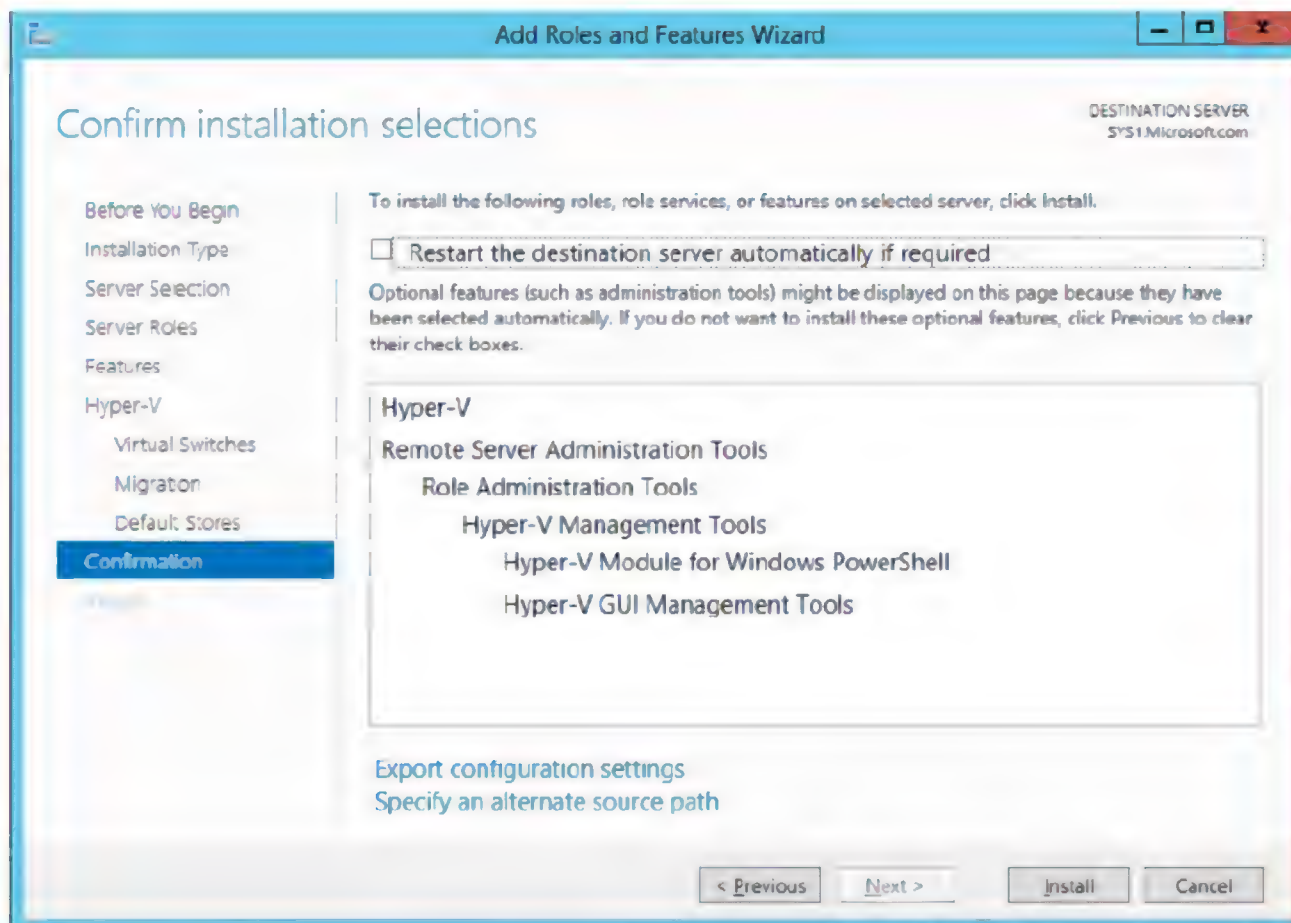 Add Roles and Features Wizard
Confirm installation selections
DESTINATION SERVER
SYS1.Microsoft.com
Before You Begin
Installation Type
Server Selection
Server Roles
Features
Hyper-V
Virtual Switches
Migration
Default Stores
Confirmation
To install the following roles, role services, or features on selected server, click Install.
Restart the destination server automatically if required
Optional features (such as administration tools) might be displayed on this page because they have
been selected automatically. If you do not want to install these optional features, click Previous to clear
their check boxes.
Hyper-V
Remote Server Administration Tools
Role Administration Tools
Hyper-V Management Tools
Hyper-V Module for Windows PowerShell
Hyper-V GUI Management Tools
Export configuration settings
Specify an alternate source path
< Previous
Next >
Install
Cancel